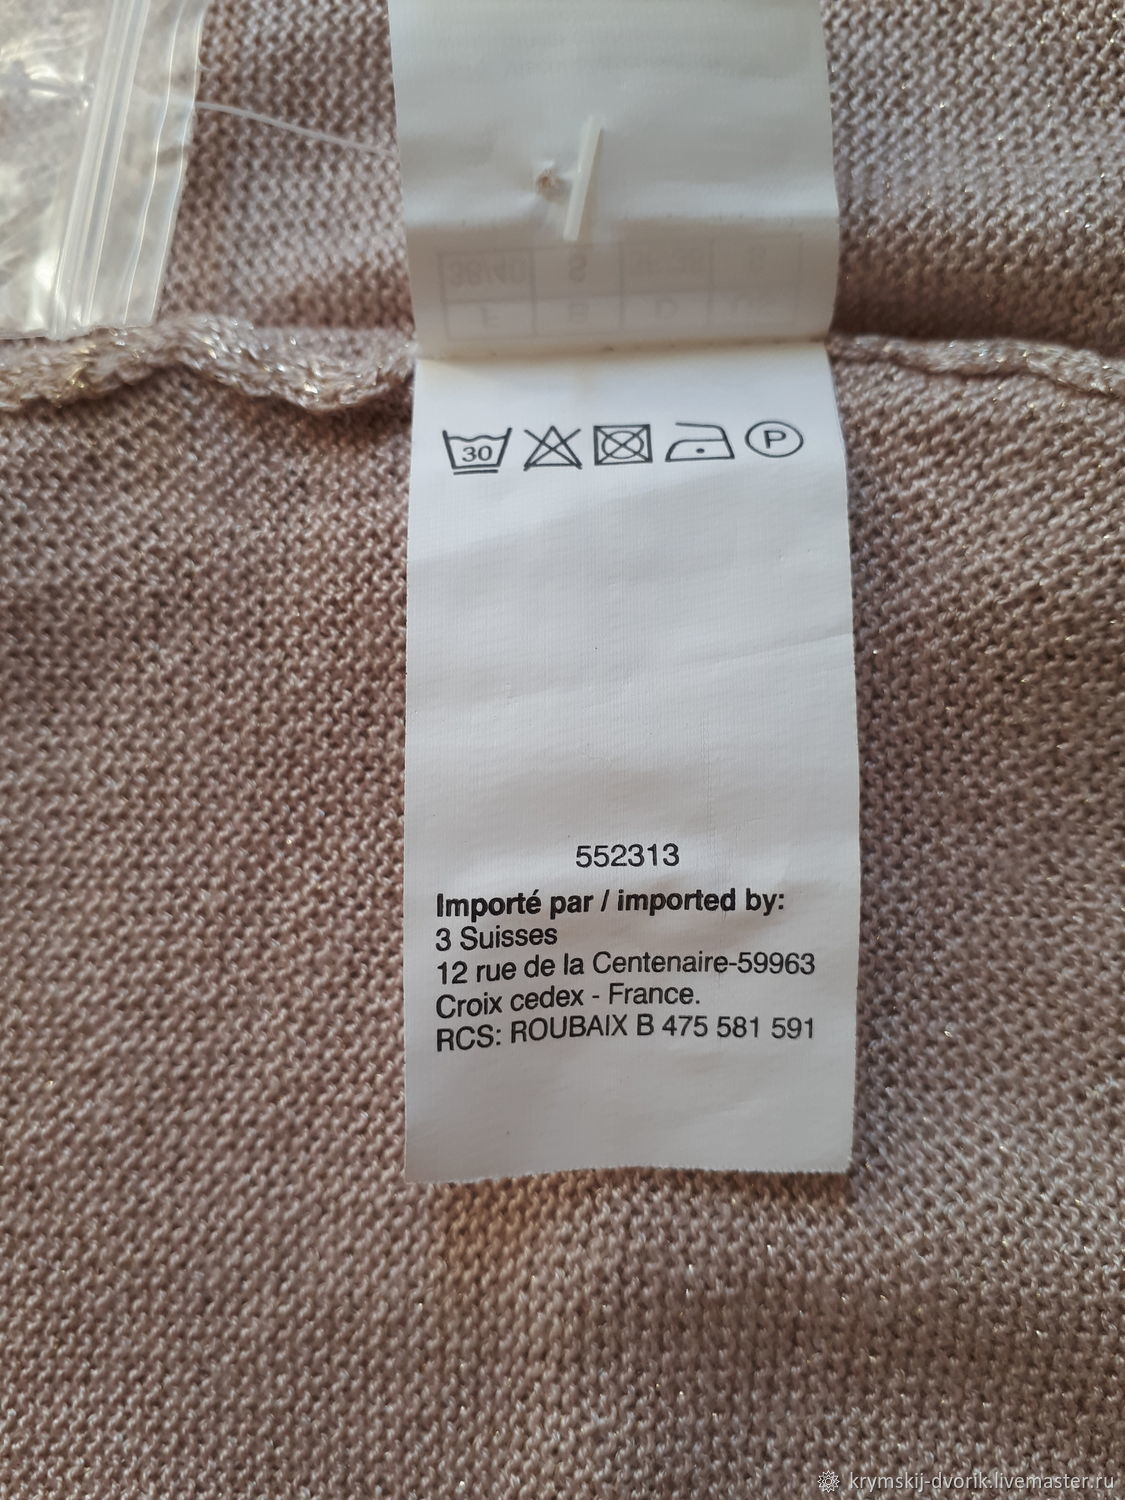 30
P
552313
Importé par / imported by:
3 Suisses
12 rue de la Centenaire-59963
Croix cedex - France.
RCS: ROUBAIX B 475 581 591
krymskij-dvorik.livemaster.ru